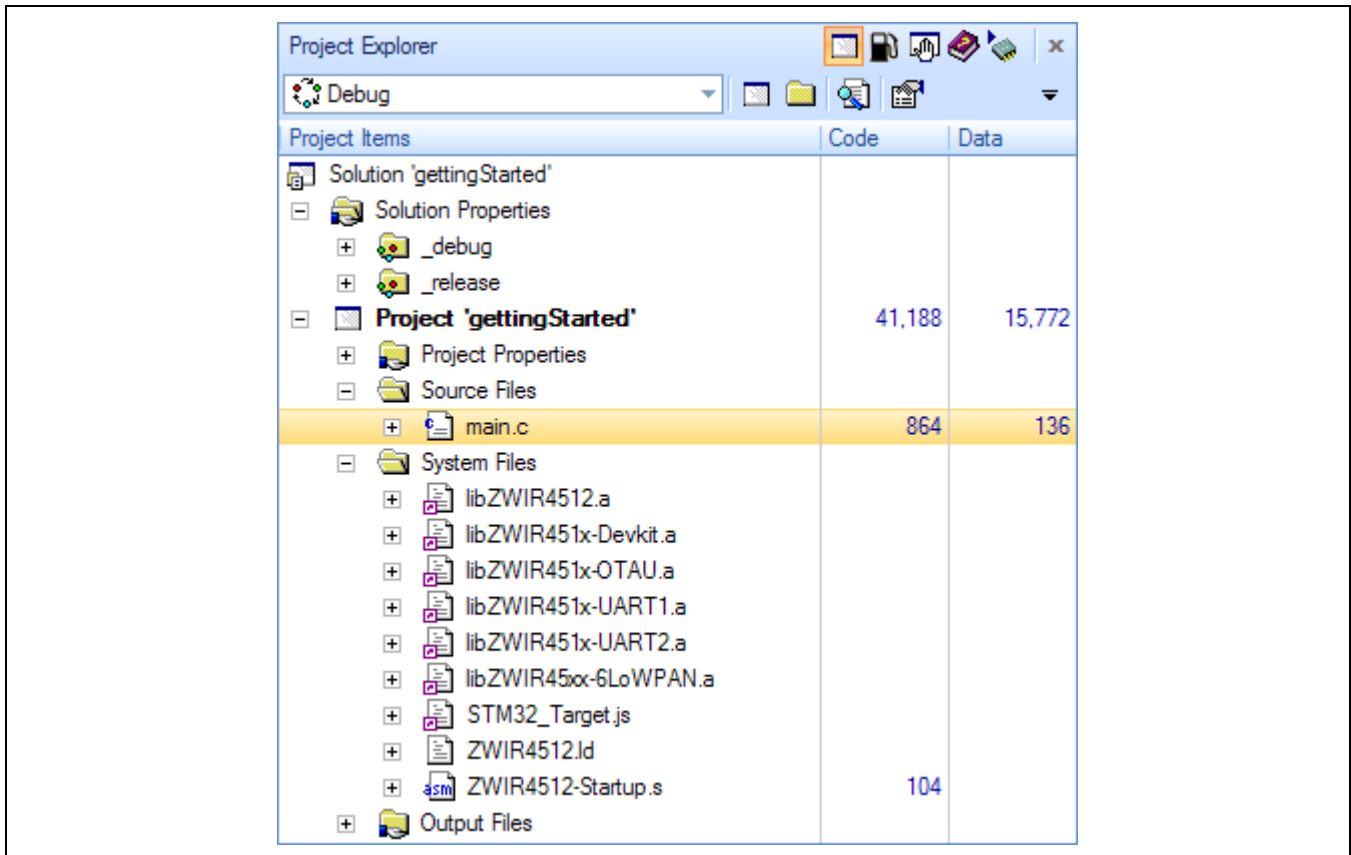 Project Explorer
Debug
Project Items Code Data
Solution 'gettingStarted'
Solution Properties
_debug
_release
Project 'gettingStarted' 41,188 15,772
Project Properties
Source Files
main.c 864 136
System Files
libZWIR4512.a
libZWIR451x-Devkit.a
libZWIR451x-OTAU.a
libZWIR451x-UART1.a
libZWIR451x-UART2.a
libZWIR45xx-6LoWPAN.a
STM32_Target.js
ZWIR4512.ld
asm ZWIR4512-Startup.s 104
Output Files